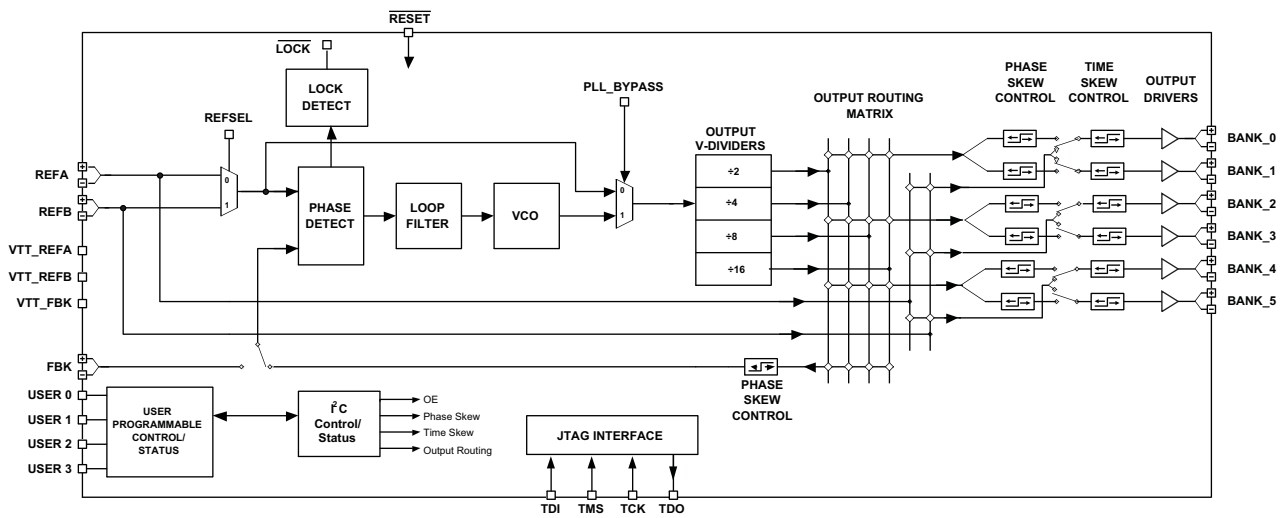 RESET
LOCK
LOCK
DETECT
REFSEL
PLL_BYPASS
OUTPUT
V-DIVIDERS
OUTPUT ROUTING
MATRIX
PHASE
SKEW
CONTROL
TIME
SKEW
CONTROL
OUTPUT
DRIVERS
REFA
REFB
VTT_REFA
VTT_REFB
VTT_FBK
FBK
+
-
+
-
+
-
0
1
PHASE
DETECT
LOOP
FILTER
VCO
0
1
÷2
÷4
÷8
÷16
+
-
+
-
+
-
+
-
+
-
+
-
BANK_0
BANK_1
BANK_2
BANK_3
BANK_4
BANK_5
PHASE
SKEW
CONTROL
USER 0
USER 1
USER 2
USER 3
USER
PROGRAMMABLE
CONTROL/
STATUS
I²C
Control/
Status
OE
Phase Skew
Time Skew
Output Routing
JTAG INTERFACE
TDI
TMS
TCK
TDO